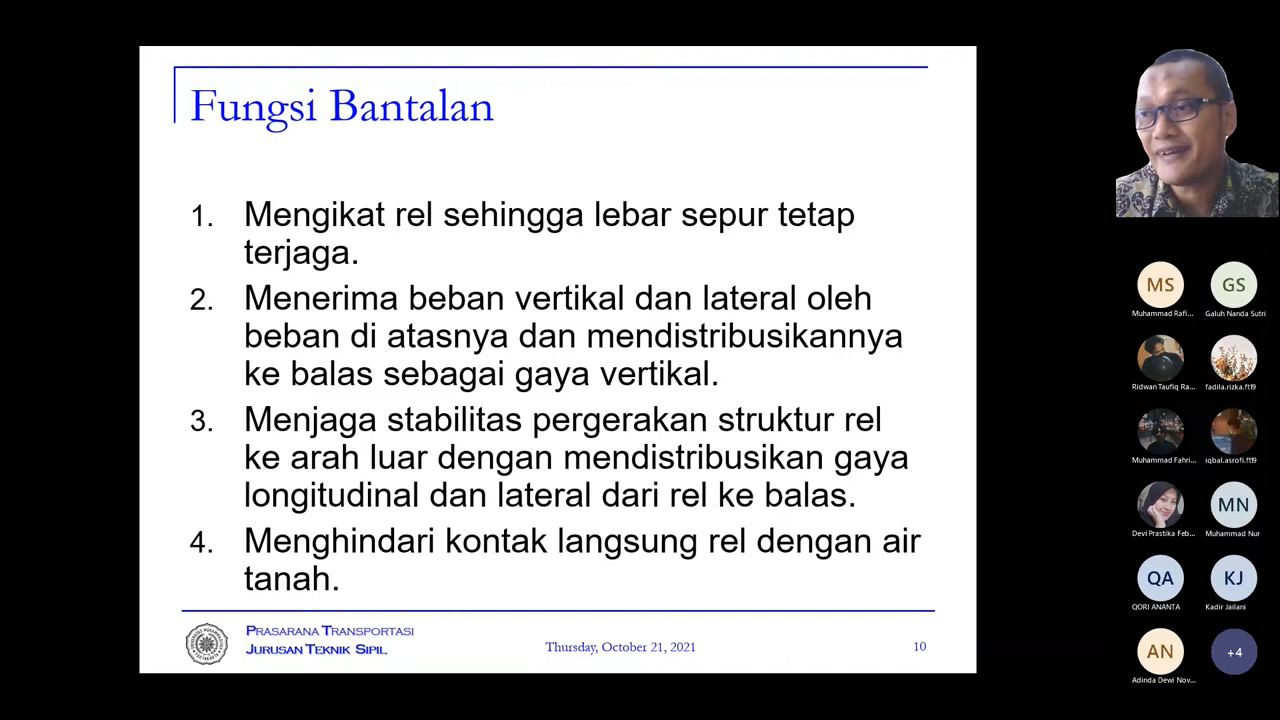 Fungsi Bantalan
1. Mengikat rel sehingga lebar sepur tetap
terjaga.
2. Menerima beban vertikal dan lateral oleh
beban di atasnya dan mendistribusikannya
ke balas sebagai gaya vertikal.
3. Menjaga stabilitas pergerakan struktur rel
ke arah luar dengan mendistribusikan gaya
longitudinal dan lateral dari rel ke balas.
4. Menghindari kontak langsung rel dengan air
tanah.
PRASARANA TRANSPORTASI
JURUSAN TEKNIK SIPIL
Thursday, October 21, 2021
10
MS
Muhammad Rafi...
GS
Galuh Nanda Sutri
Ridwan Taufiq Ra...
fadila.rizka.ft19
Muhammad Fahri...
iqbal.asrofi.ft19
Devi Prastika Feb...
MN
Muhammad Nur
QA
QORI ANANTA
KJ
Kadir Jailani
AN
Adinda Dewi Nov...
+4